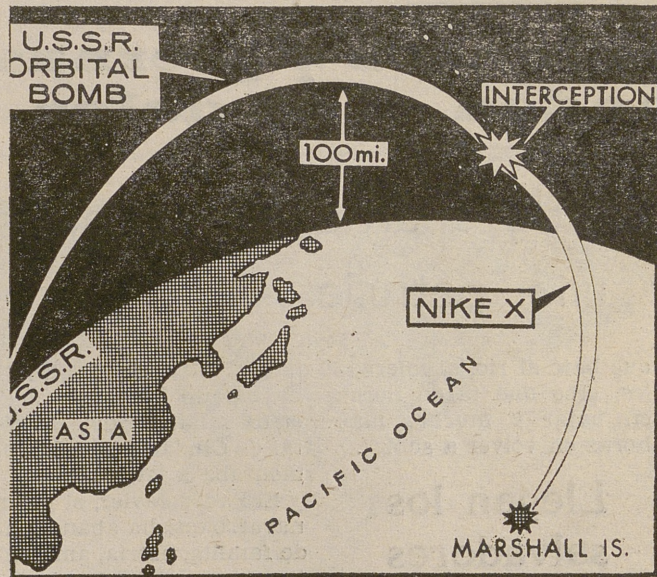 U.S.S.R.
ORBITAL
BOMB
INTERCEPTION
100mi.
NIKE X
U.S.S.R.
ASIA
PACIFIC OCEAN
MARSHALL IS.